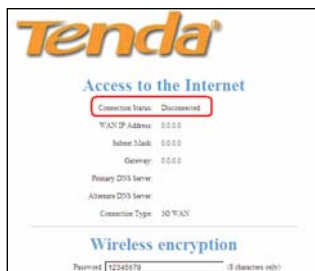 Tenda
Access to the Internet
Connection Status: Disconnected
WAN IP Address: 0.0.0.0
Subnet Mask: 0.0.0.0
Gateway: 0.0.0.0
Primary DNS Server:
Alternate DNS Server:
Connection Type: 3G WAN
Wireless encryption
Password 12345678 (8 characters only)